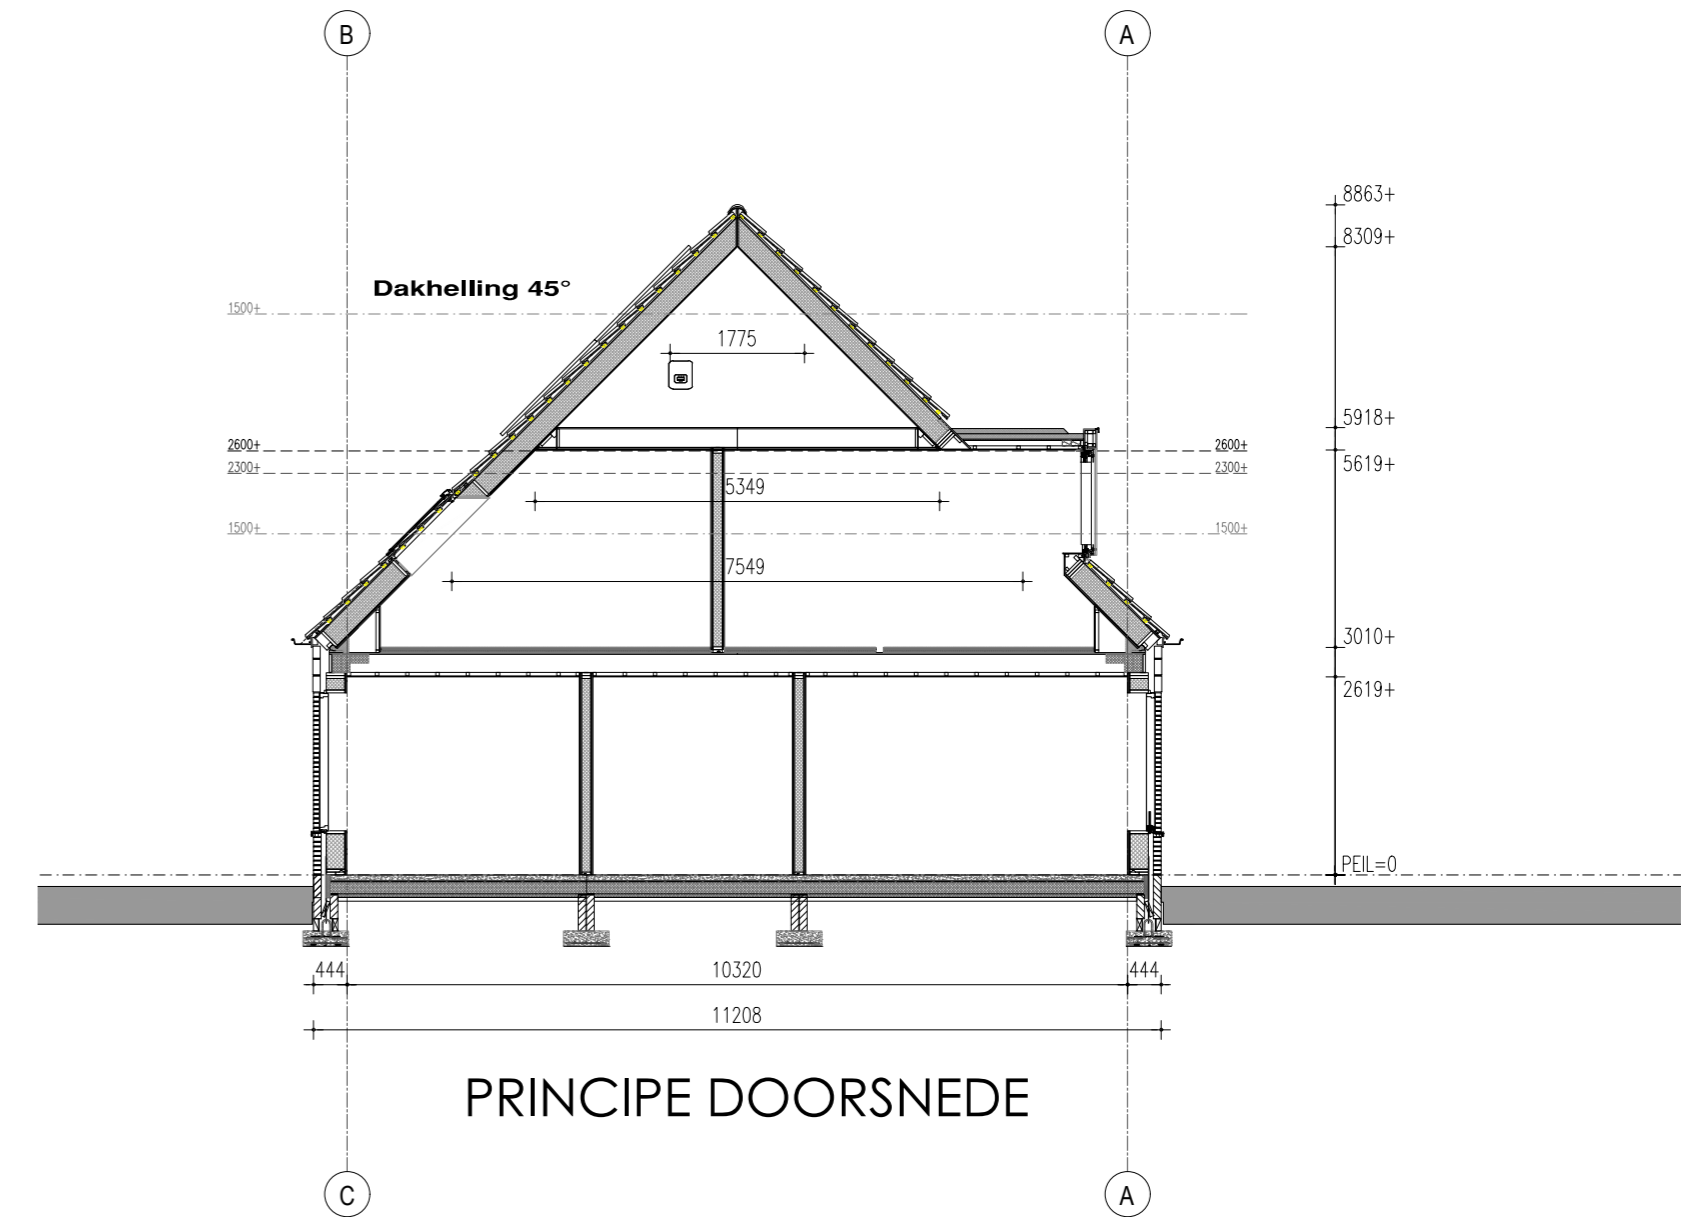 B
A
8863+
8309+
Dakhelling 45°
1500+
1775
5918+
2600+
2600+
5619+
2300+
2300+
5349
1500+
1500+
7549
3010+
2619+
PEIL=0
444
10320
444
11208
PRINCIPE DOORSNEDE
C
A